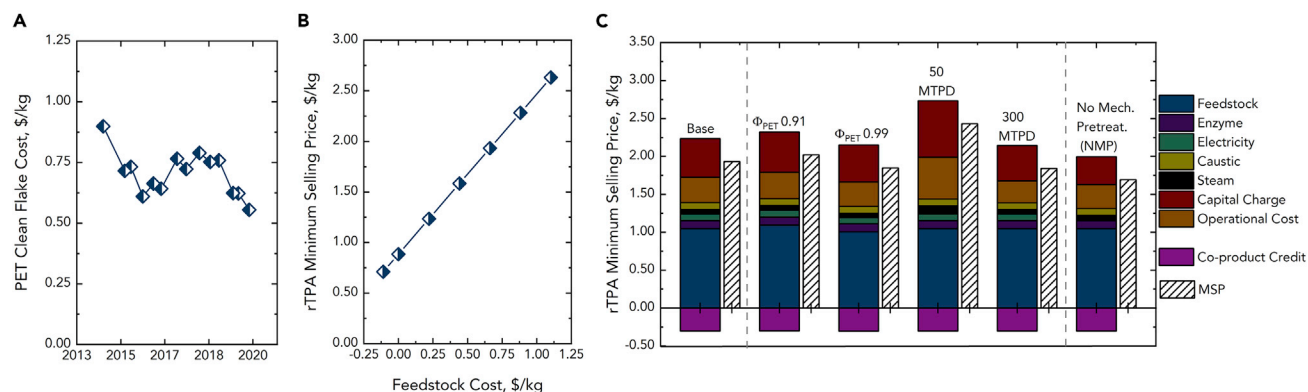 A
PET Clean Flake Cost, $/kg
1.25
1.00
0.75
0.50
0.25
0.00
2013
2015
2017
2018
2020
B
rTPA Minimum Selling Price, $/kg
3.00
2.50
2.00
1.50
1.00
0.50
0.00
-0.25
0.00
0.25
0.50
0.75
1.00
1.25
Feedstock Cost, $/kg
C
rTPA Minimum Selling Price, $/kg
3.50
3.00
2.50
2.00
1.50
1.00
0.50
0.00
-0.50
Base
ΦPET 0.91
ΦPET 0.99
50
MTPD
300
MTPD
No Mech.
Pretreat.
(NMP)
Feedstock
Enzyme
Electricity
Caustic
Steam
Capital Charge
Operational Cost
Co-product Credit
MSP